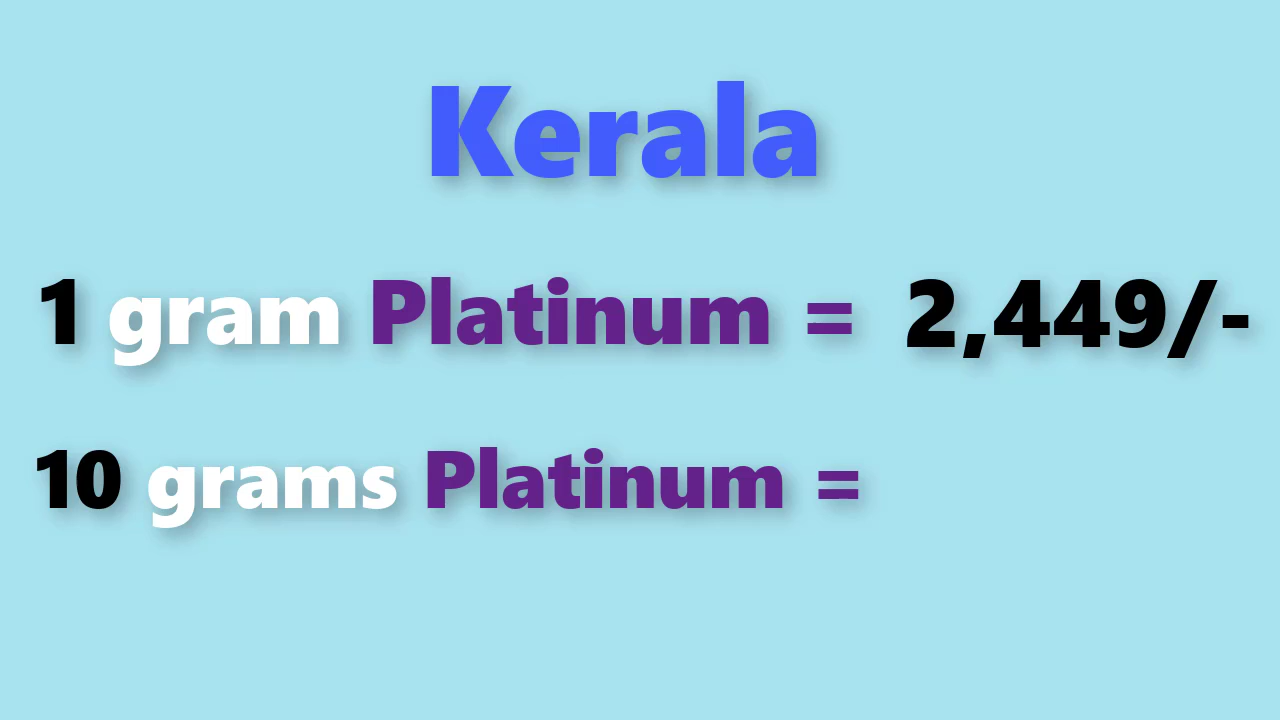 Kerala
1 gram Platinum = 2,449/-
10 grams Platinum =